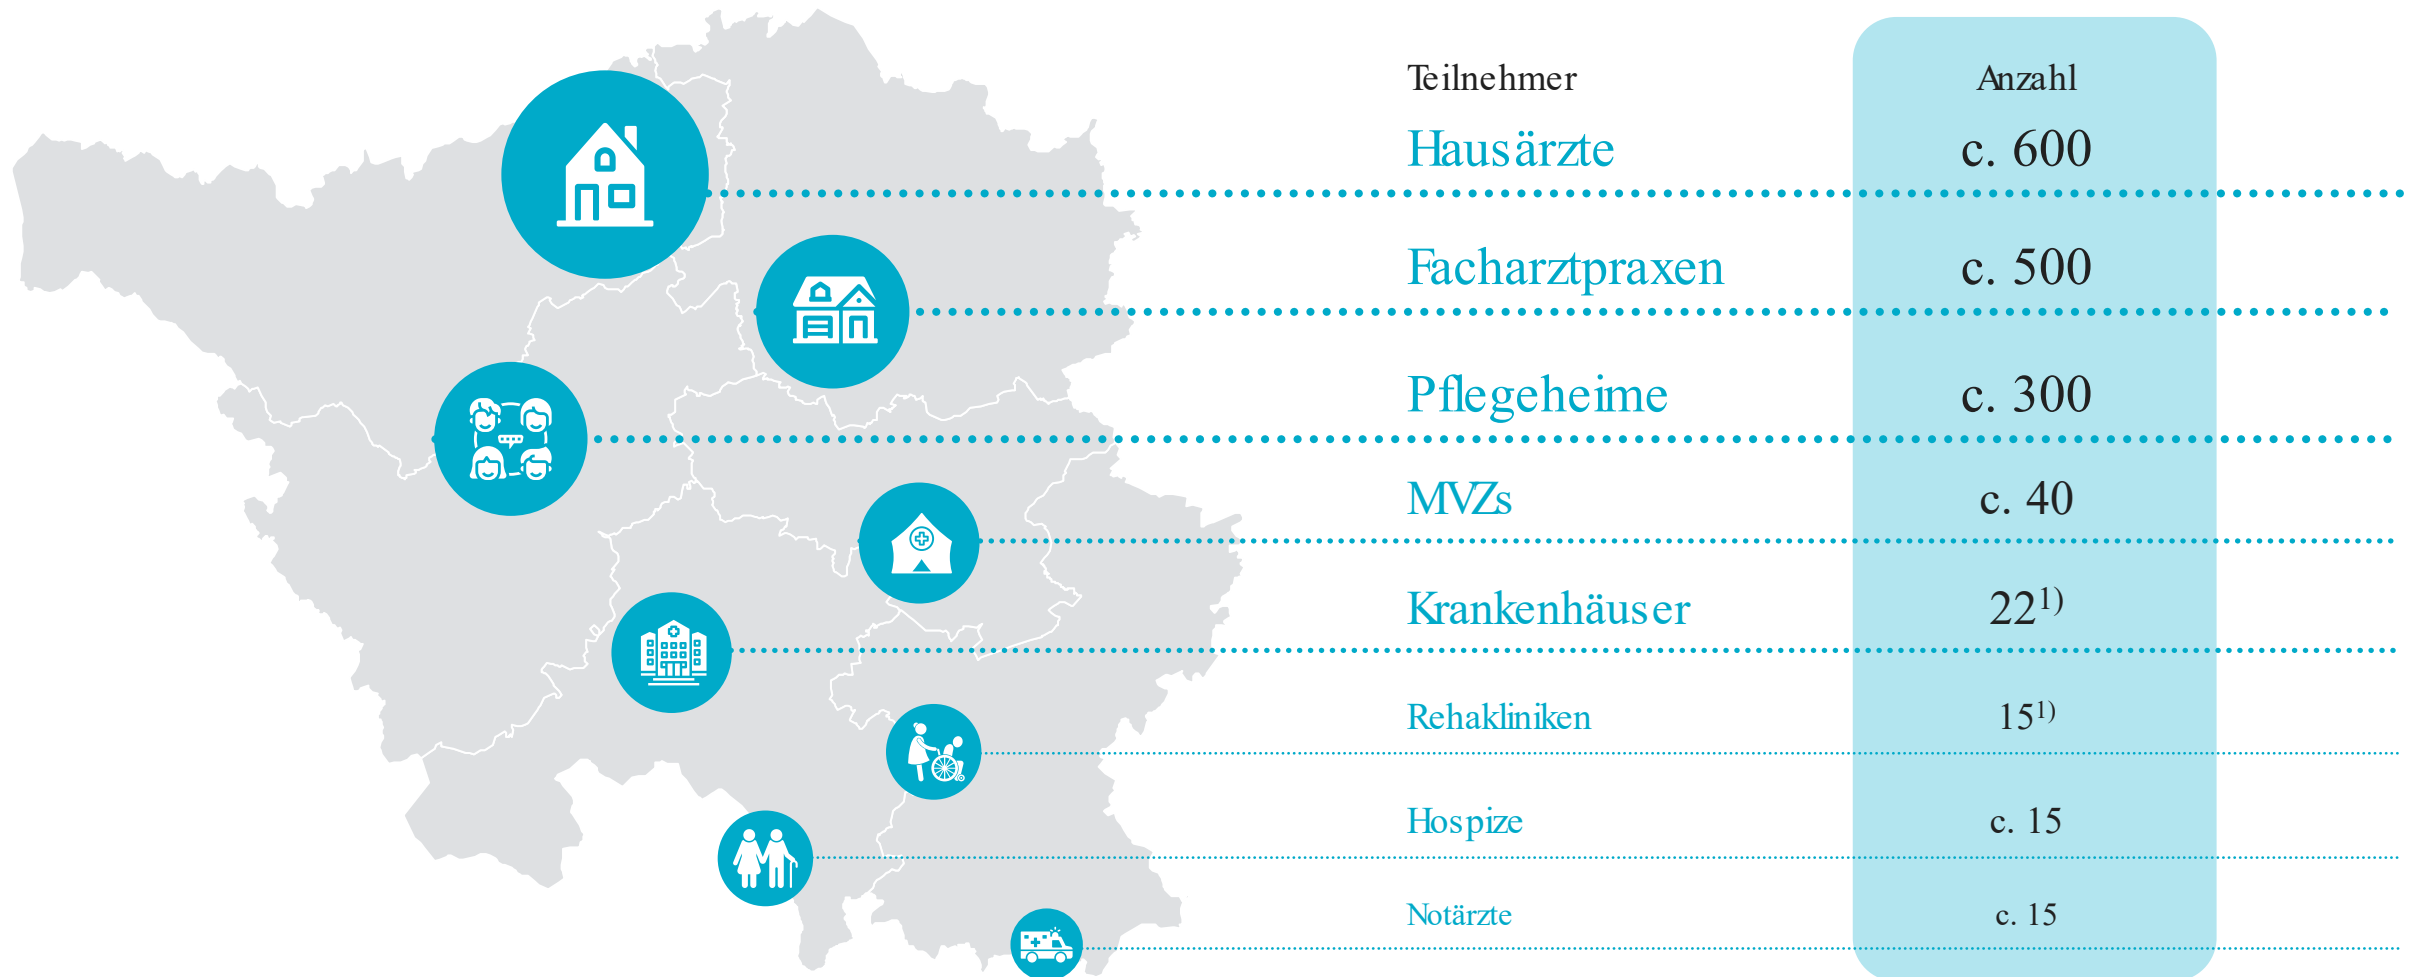 Teilnehmer Anzahl
Hausärzte c. 600
Facharztpraxen c. 500
Pflegeheime c. 300
MVZs c. 40
Krankenhäuser 22¹⁾
Rehakliniken 15¹⁾
Hospize c. 15
Notärzte c. 15